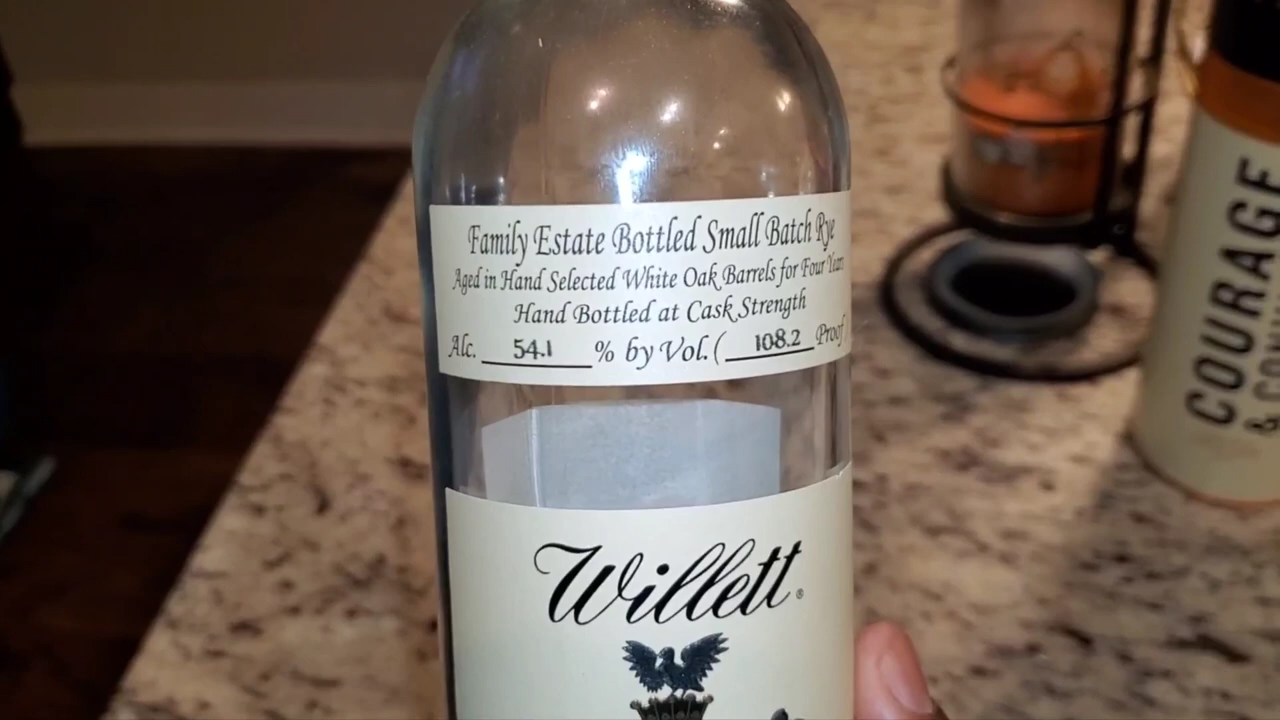 Family Estate Bottled Small Batch Rye
Aged in Hand Selected White Oak Barrels for Four Years
Hand Bottled at Cask Strength
Alc. 54.1 % by Vol. ( 108.2 Proof
Willett®
COURAGE